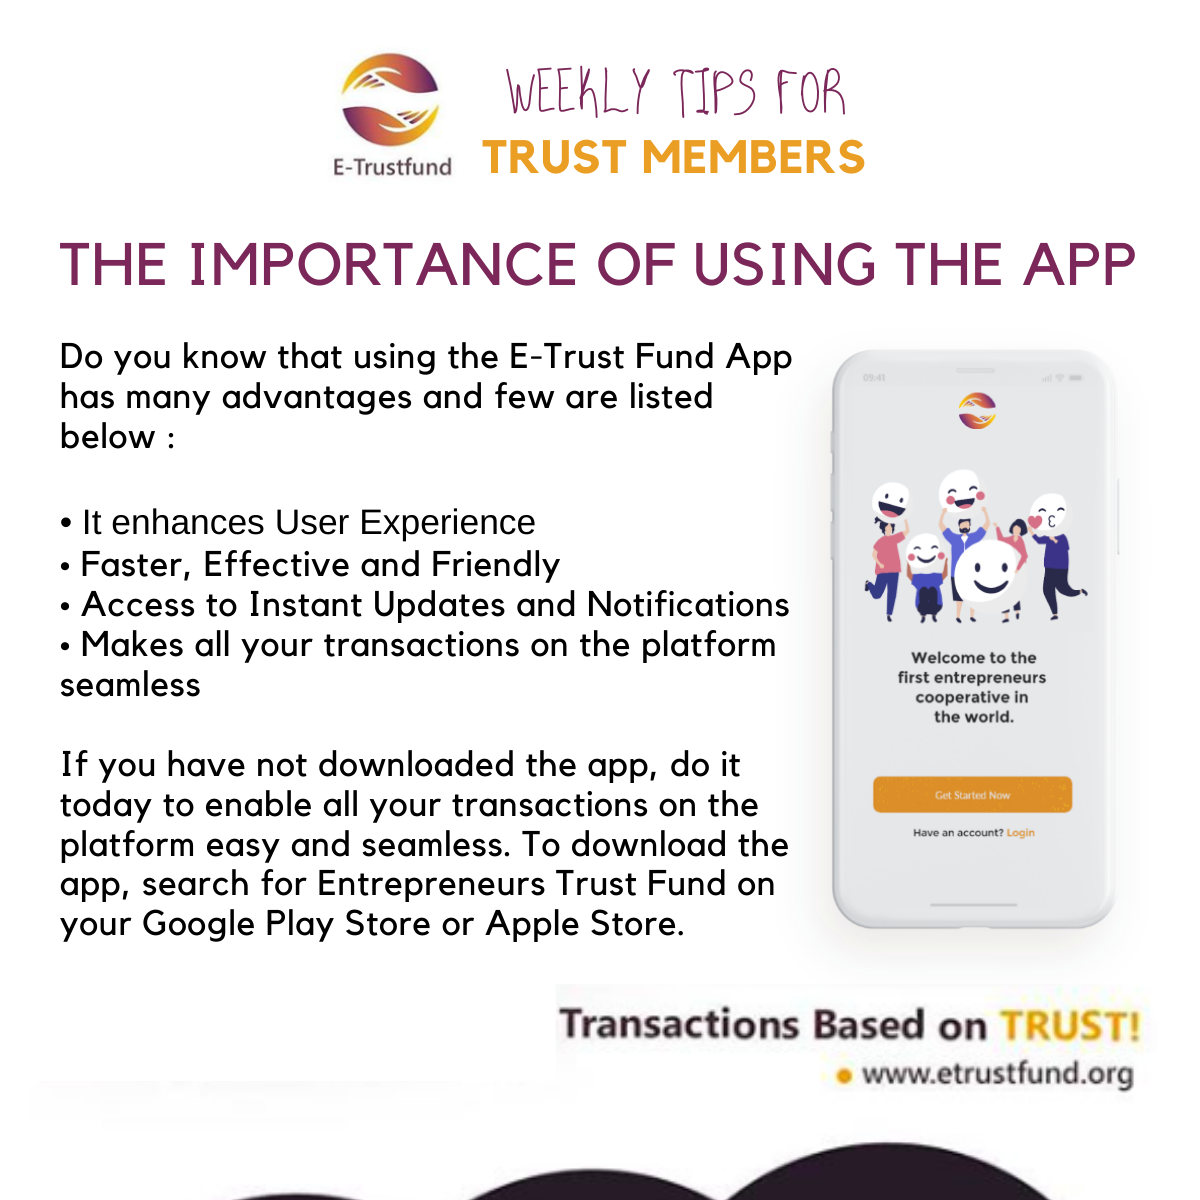 WEEKLY TIPS FOR
E-Trustfund
TRUST MEMBERS
THE IMPORTANCE OF USING THE APP
Do you know that using the E-Trust Fund App
has many advantages and few are listed
below :
• It enhances User Experience
• Faster, Effective and Friendly
• Access to Instant Updates and Notifications
• Makes all your transactions on the platform
seamless
If you have not downloaded the app, do it
today to enable all your transactions on the
platform easy and seamless. To download the
app, search for Entrepreneurs Trust Fund on
your Google Play Store or Apple Store.
09:41
Welcome to the
first entrepreneurs
cooperative in
the world.
Get Started Now
Have an account? Login
Transactions Based on TRUST!
• www.etrustfund.org